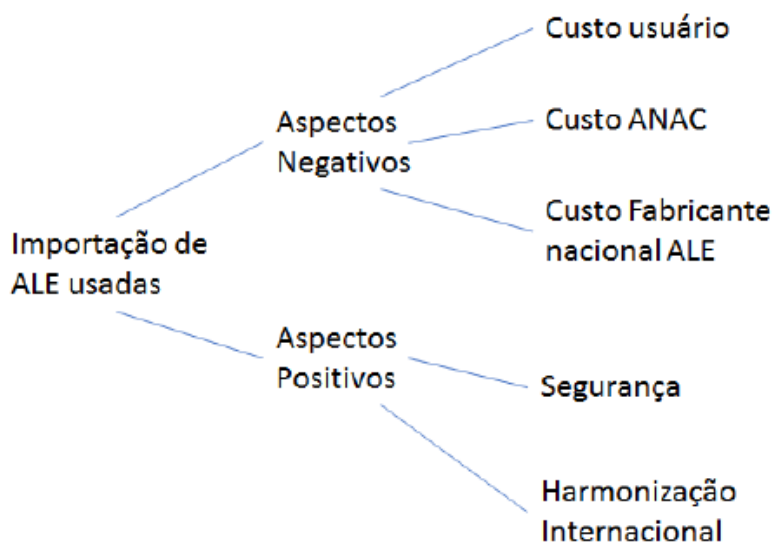 Custo usuário
Aspectos
Negativos
Custo ANAC
Custo Fabricante
nacional ALE
Importação de
ALE usadas
Aspectos
Positivos
Segurança
Harmonização
Internacional